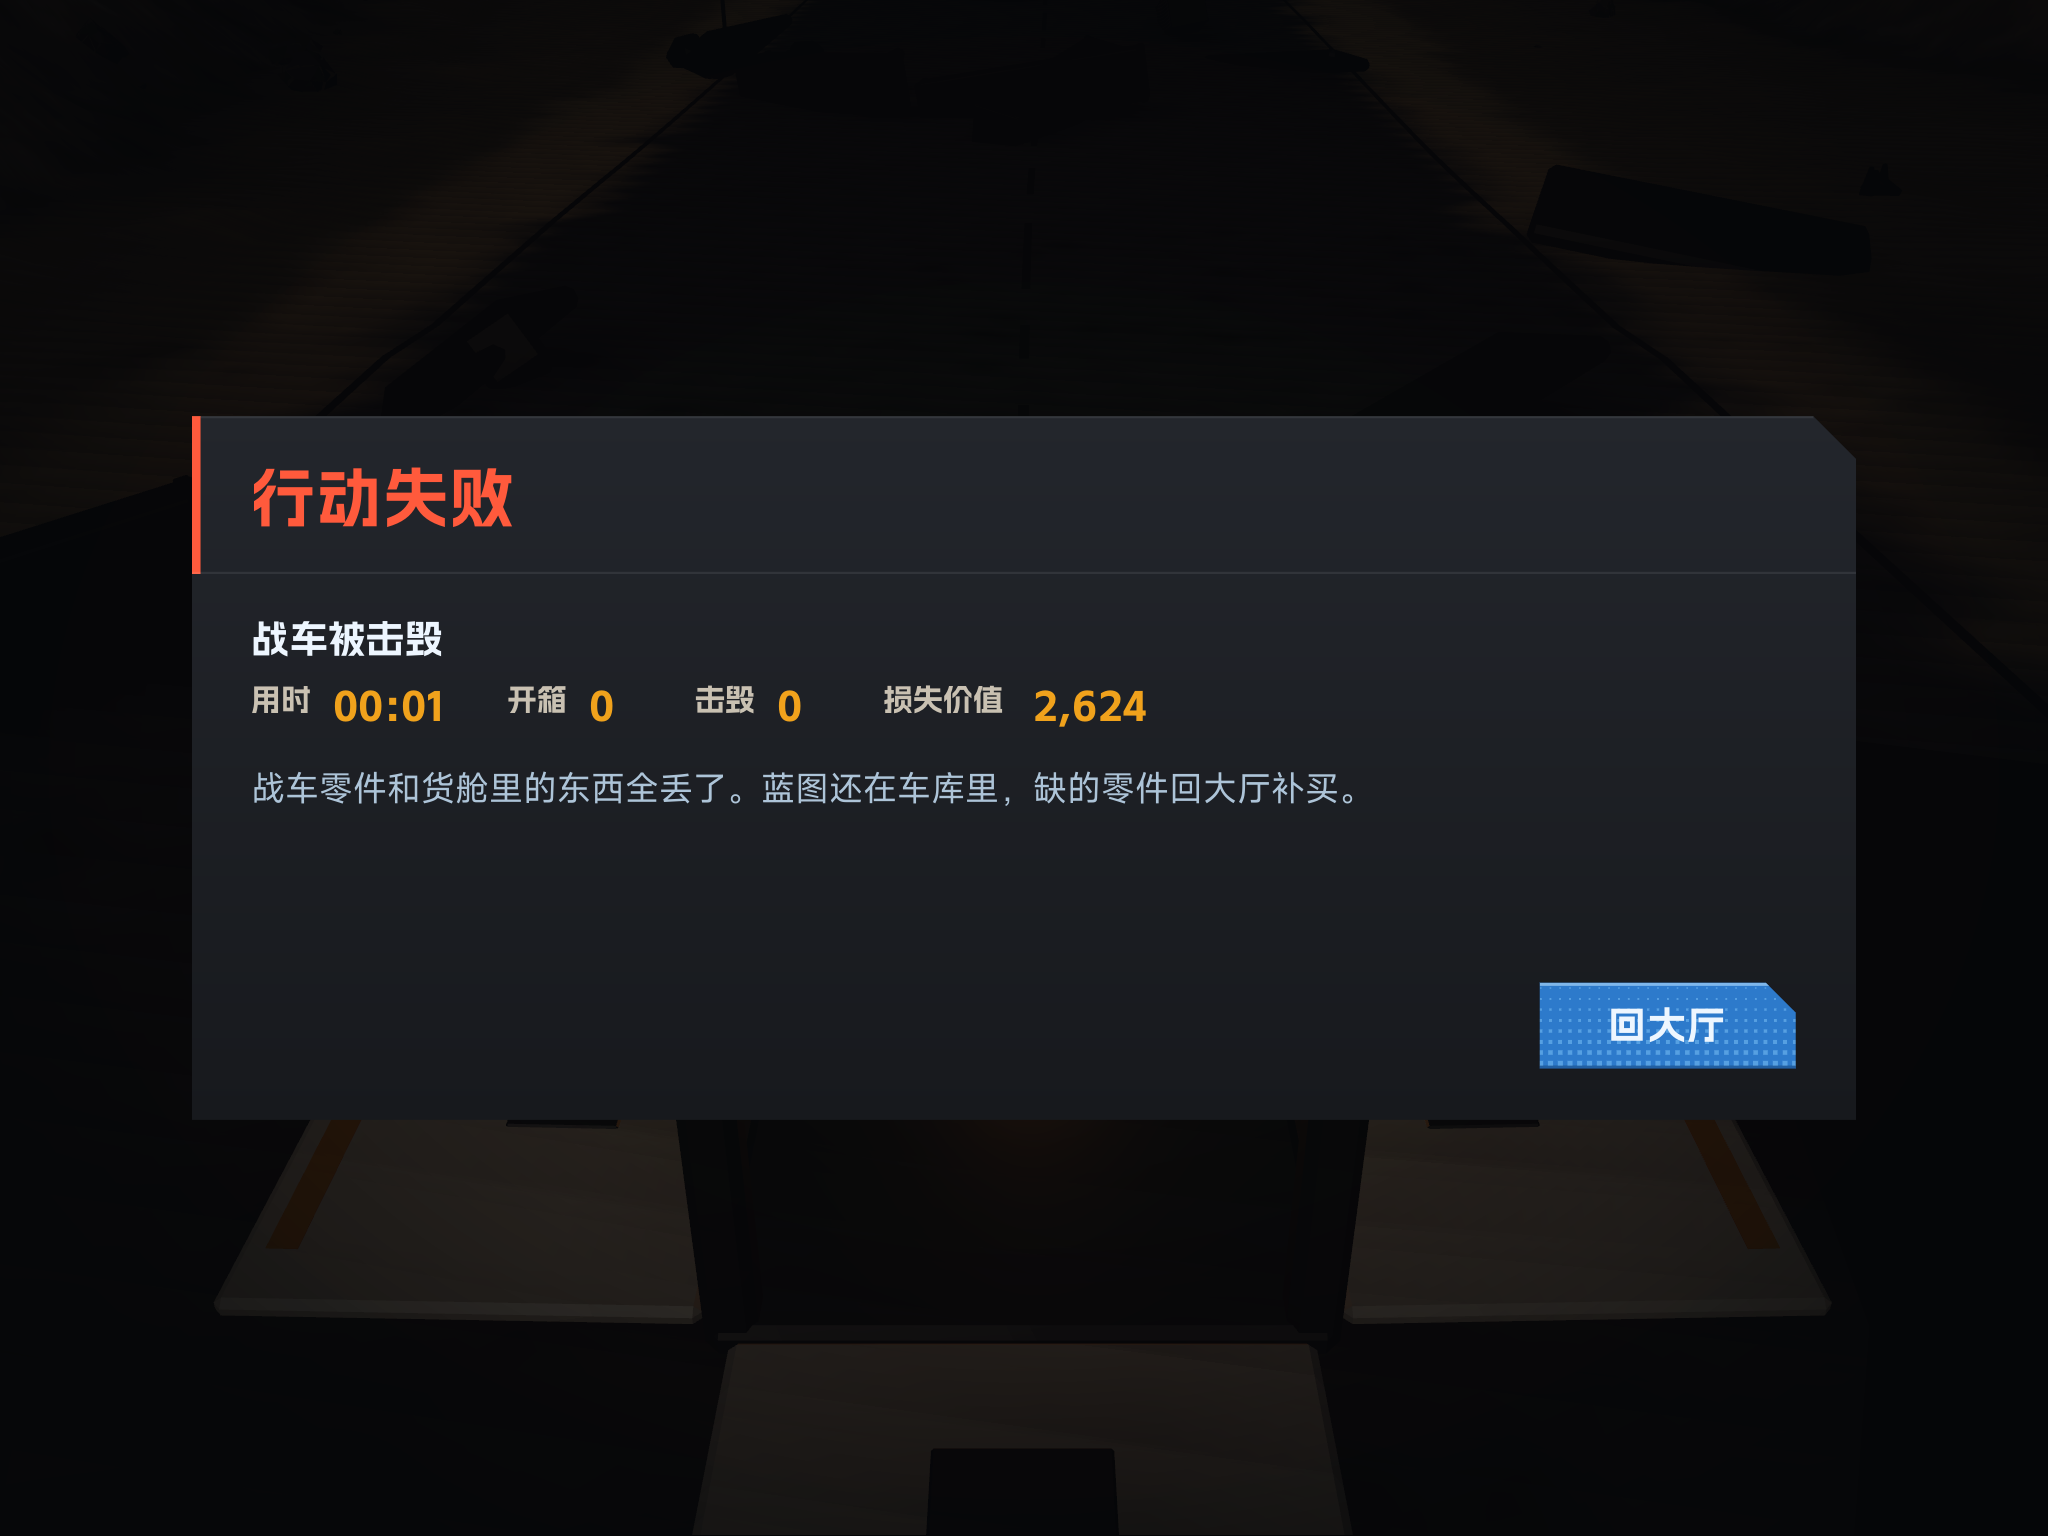 行动失败
战车被击毁
用时 00:01 开箱 0 击毁 0 损失价值 2,624
战车零件和货舱里的东西全丢了。蓝图还在车库里，缺的零件回大厅补买。
回大厅